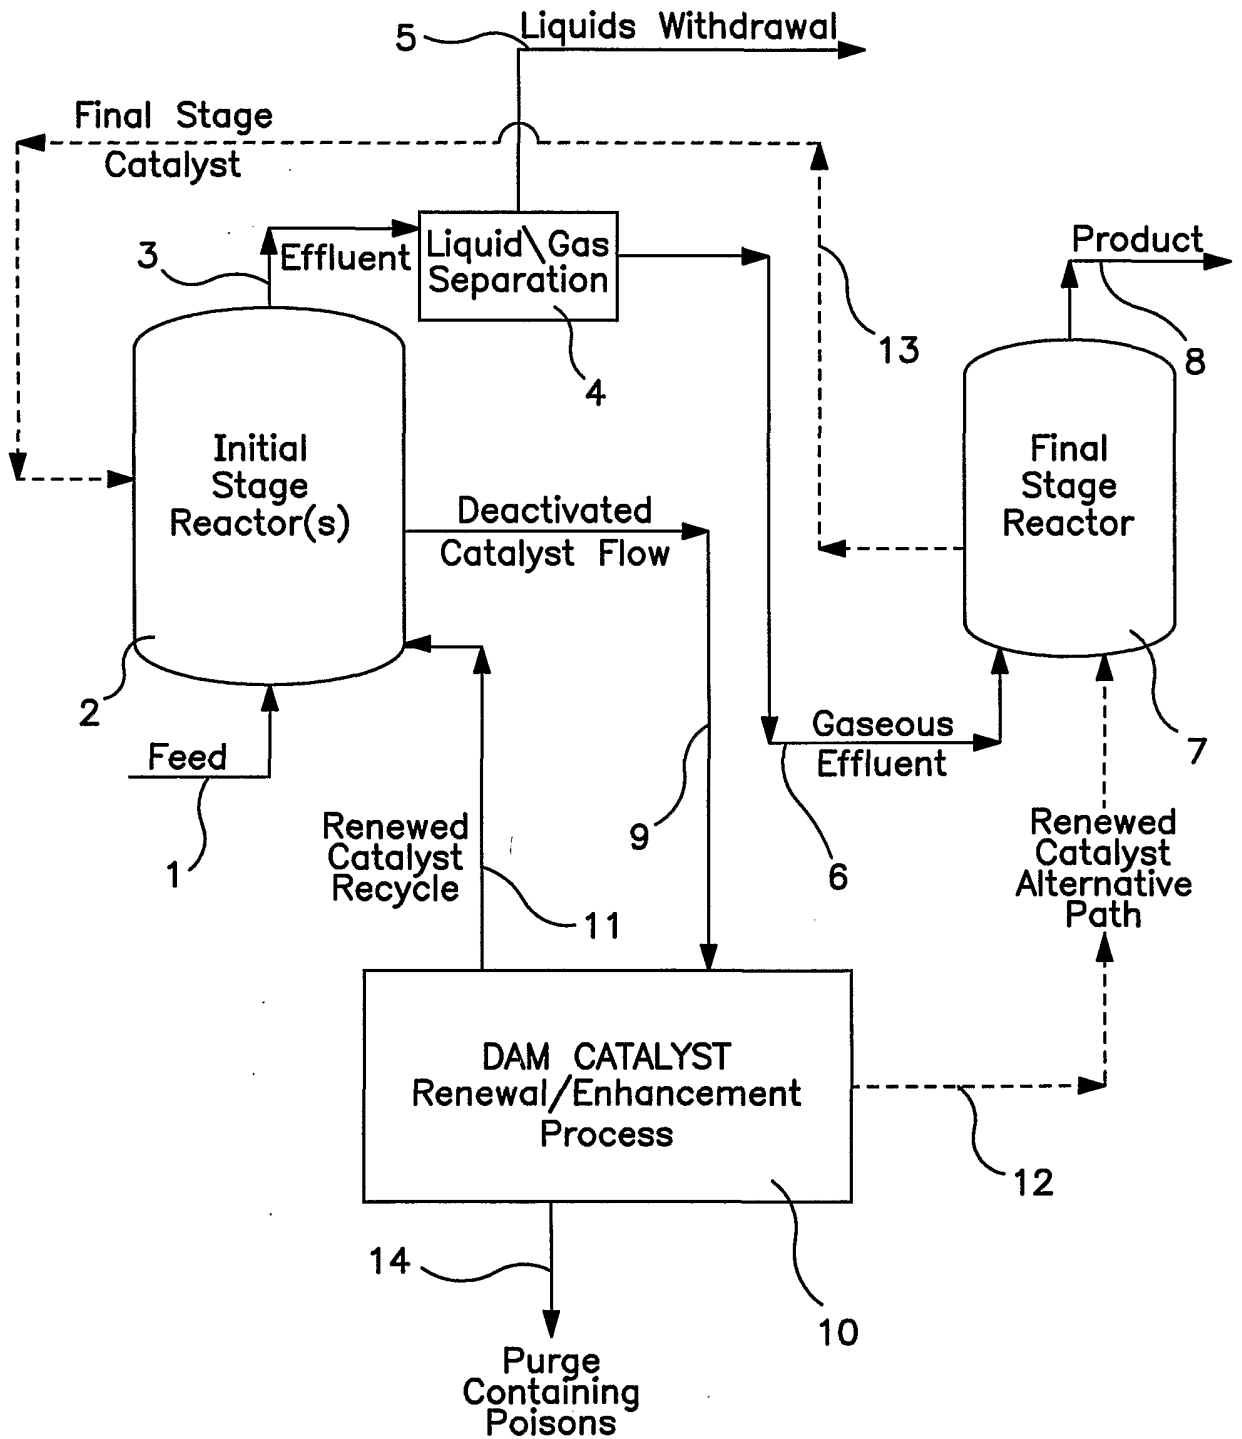 5
Liquids Withdrawal
Final Stage
Catalyst
3
Effluent
Liquid\Gas
Separation
4
13
Product
8
Initial
Stage
Reactor(s)
Final
Stage
Reactor
Deactivated
Catalyst Flow
2
Feed
1
Renewed
Catalyst
Recycle
11
9
Gaseous
Effluent
6
7
Renewed
Catalyst
Alternative
Path
DAM CATALYST
Renewal/Enhancement
Process
12
14
10
Purge
Containing
Poisons